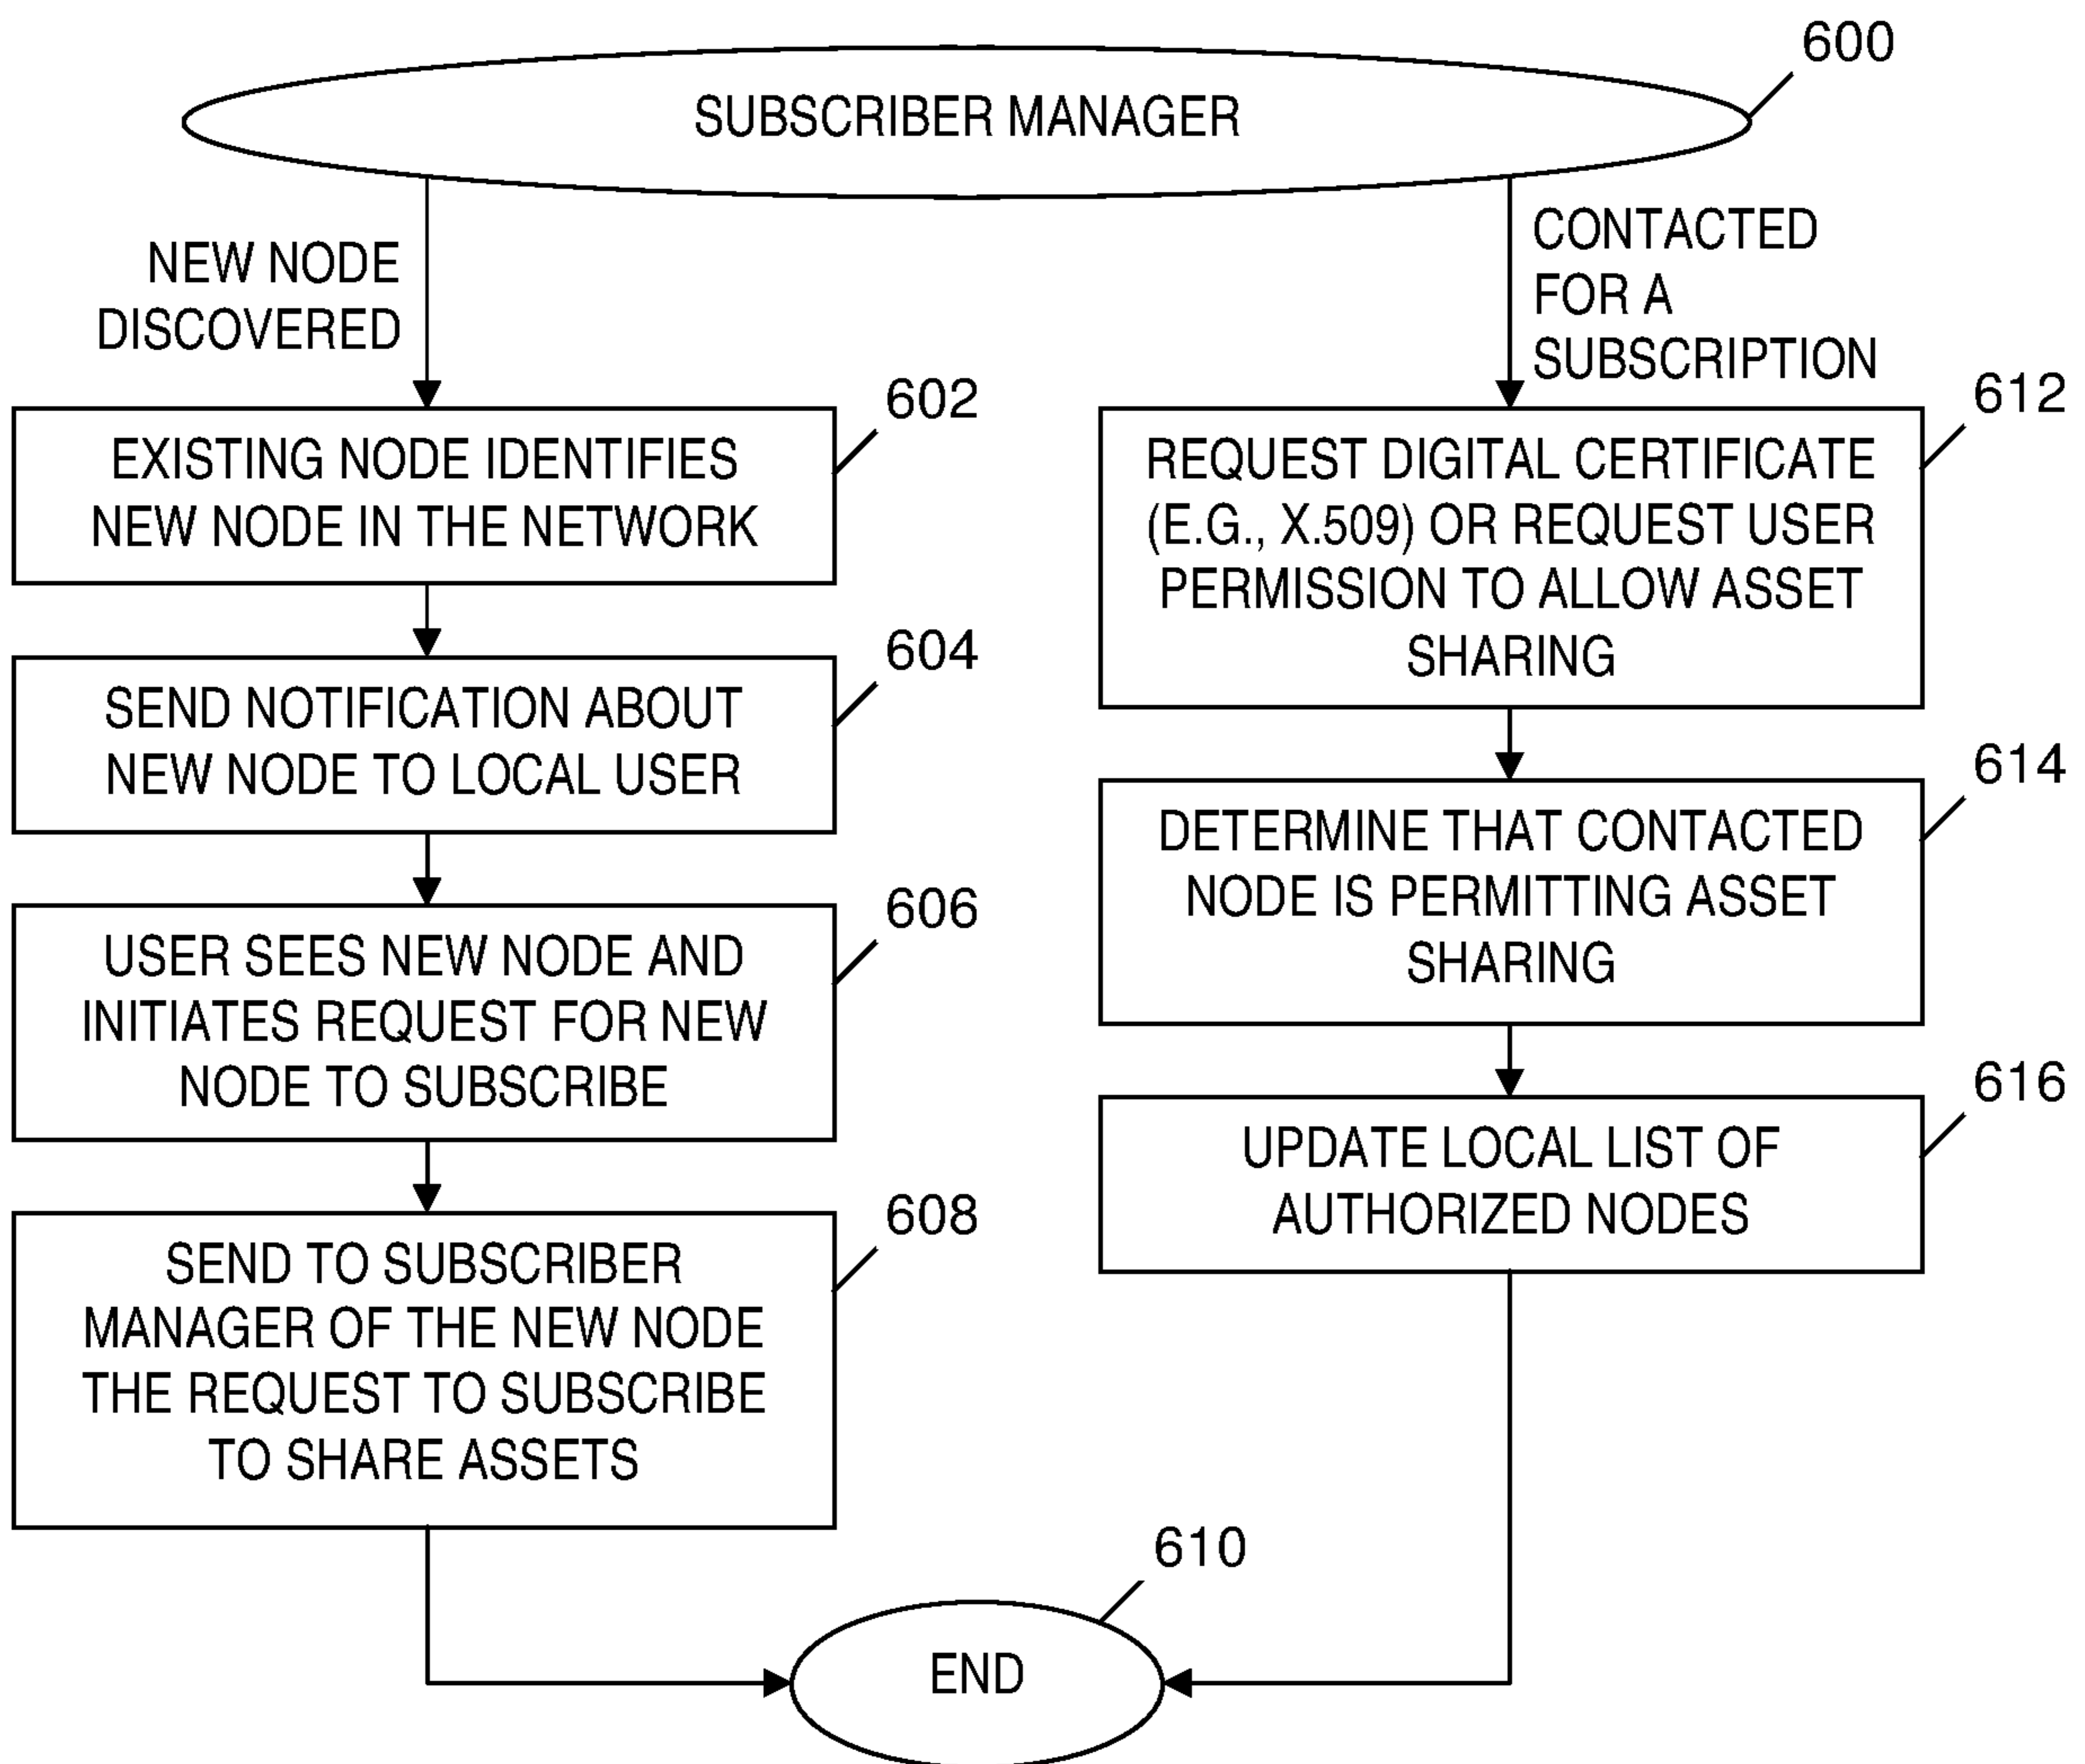 600
SUBSCRIBER MANAGER
NEW NODE
DISCOVERED
CONTACTED
FOR A
SUBSCRIPTION
602
EXISTING NODE IDENTIFIES
NEW NODE IN THE NETWORK
604
SEND NOTIFICATION ABOUT
NEW NODE TO LOCAL USER
606
USER SEES NEW NODE AND
INITIATES REQUEST FOR NEW
NODE TO SUBSCRIBE
608
SEND TO SUBSCRIBER
MANAGER OF THE NEW NODE
THE REQUEST TO SUBSCRIBE
TO SHARE ASSETS
612
REQUEST DIGITAL CERTIFICATE
(E.G., X.509) OR REQUEST USER
PERMISSION TO ALLOW ASSET
SHARING
614
DETERMINE THAT CONTACTED
NODE IS PERMITTING ASSET
SHARING
616
UPDATE LOCAL LIST OF
AUTHORIZED NODES
610
END